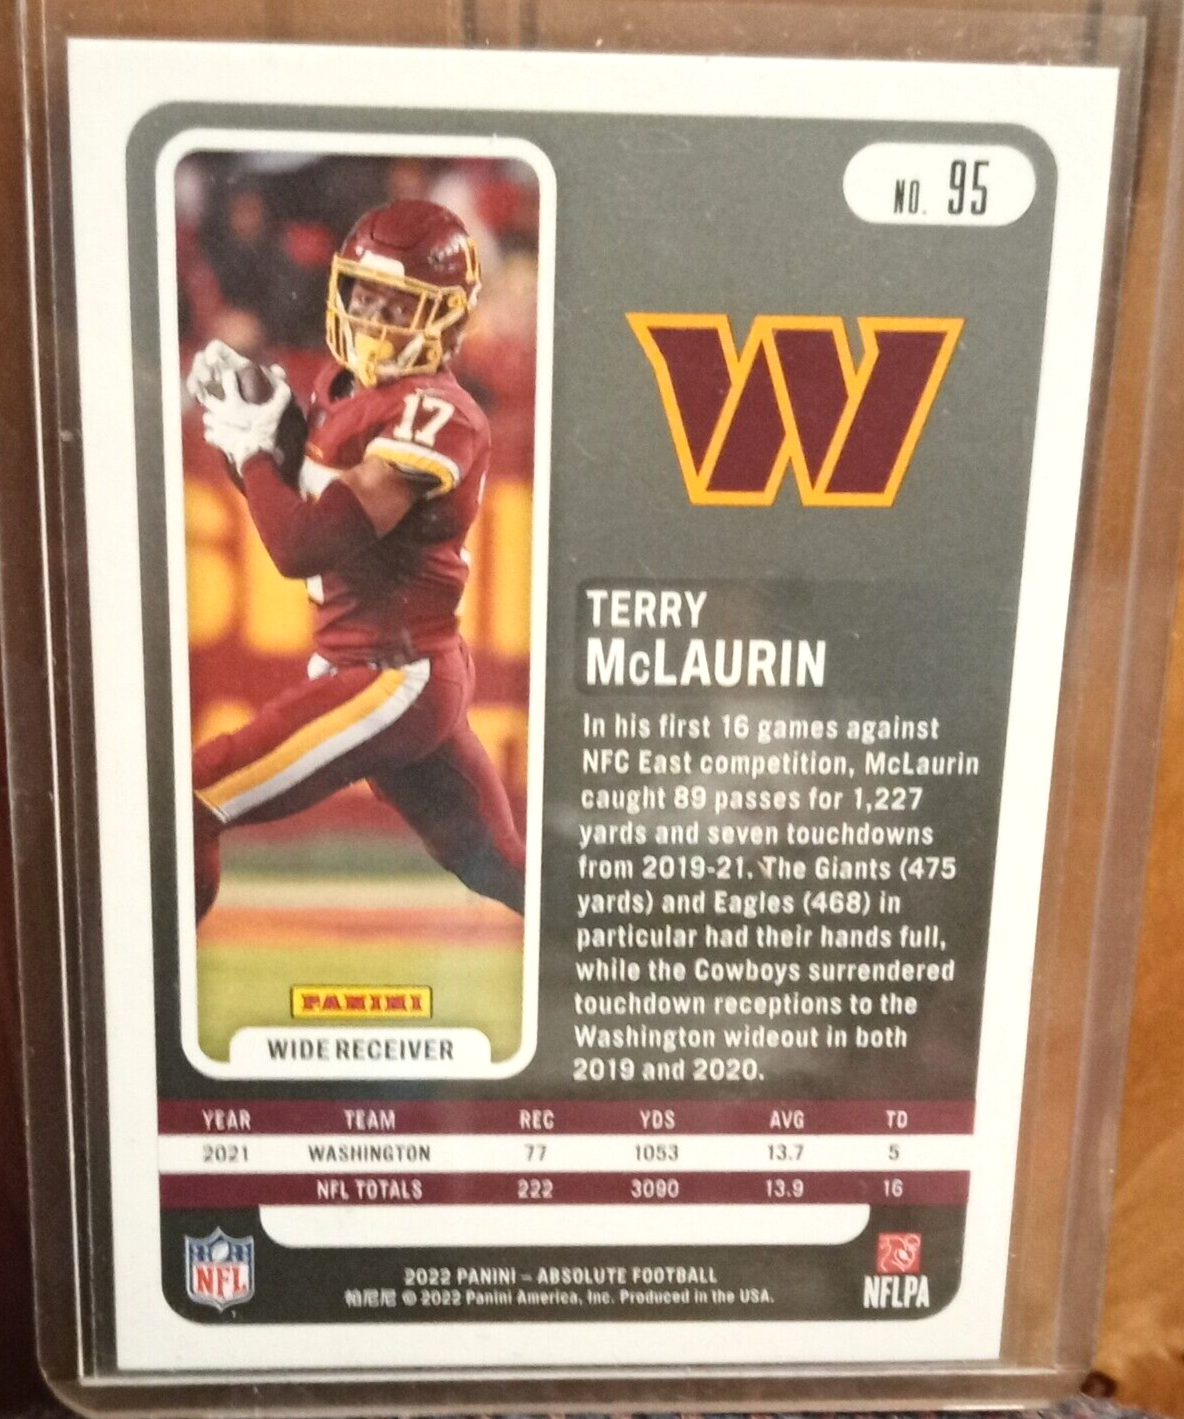 NO. 95
17
W
TERRY
McLAURIN
In his first 16 games against
NFC East competition, McLaurin
caught 89 passes for 1,227
yards and seven touchdowns
from 2019-21. The Giants (475
yards) and Eagles (468) in
particular had their hands full,
while the Cowboys surrendered
touchdown receptions to the
Washington wideout in both
2019 and 2020.
PANINI
WIDE RECEIVER
YEAR TEAM REC YDS AVG TD
2021 WASHINGTON 77 1053 13.7 5
NFL TOTALS 222 3090 13.9 16
NFL
2022 PANINI – ABSOLUTE FOOTBALL
帕尼尼 © 2022 Panini America, Inc. Produced in the USA.
NFLPA